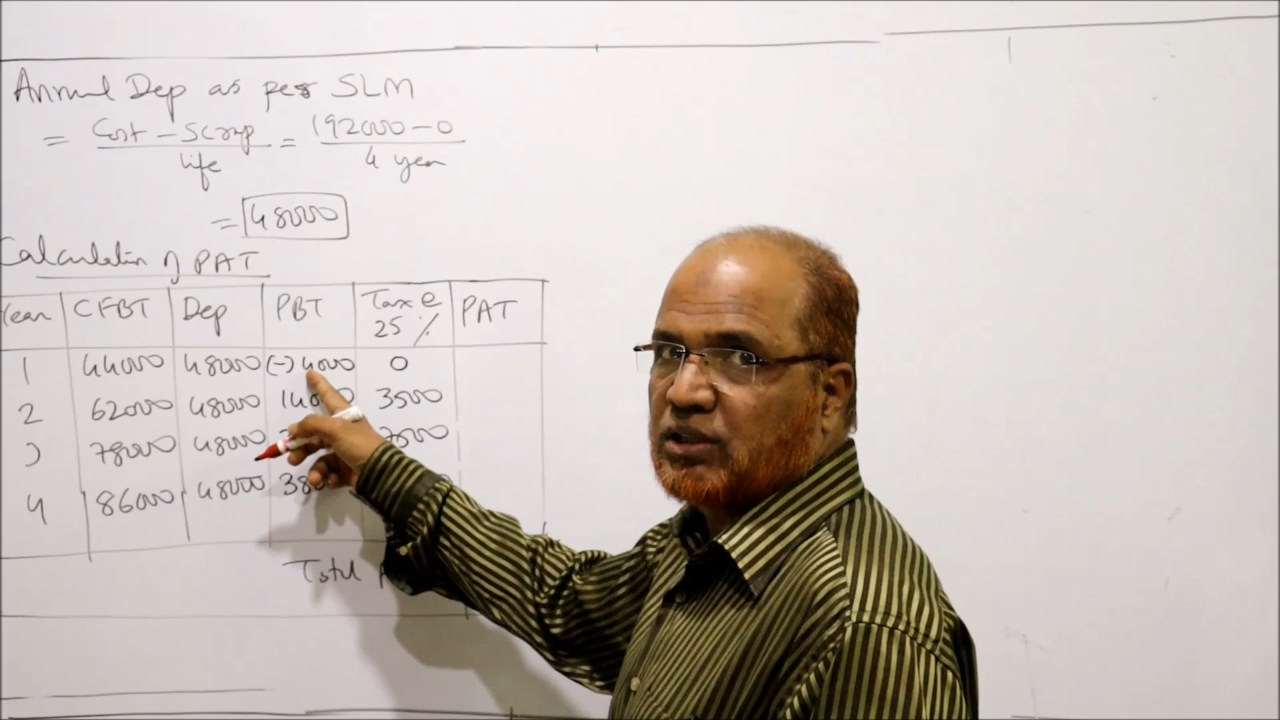 Annual Dep as per SLM
= Cost - Scrap / life = 192000 - 0 / 4 year
= 48000
Calculation of PAT
Year CFBT Dep PBT Tax @ 25 % PAT
1 44000 48000 (-) 4000 0
2 62000 48000 14000 3500
3 78000 48000 7500
4 86000 48000 38
Total